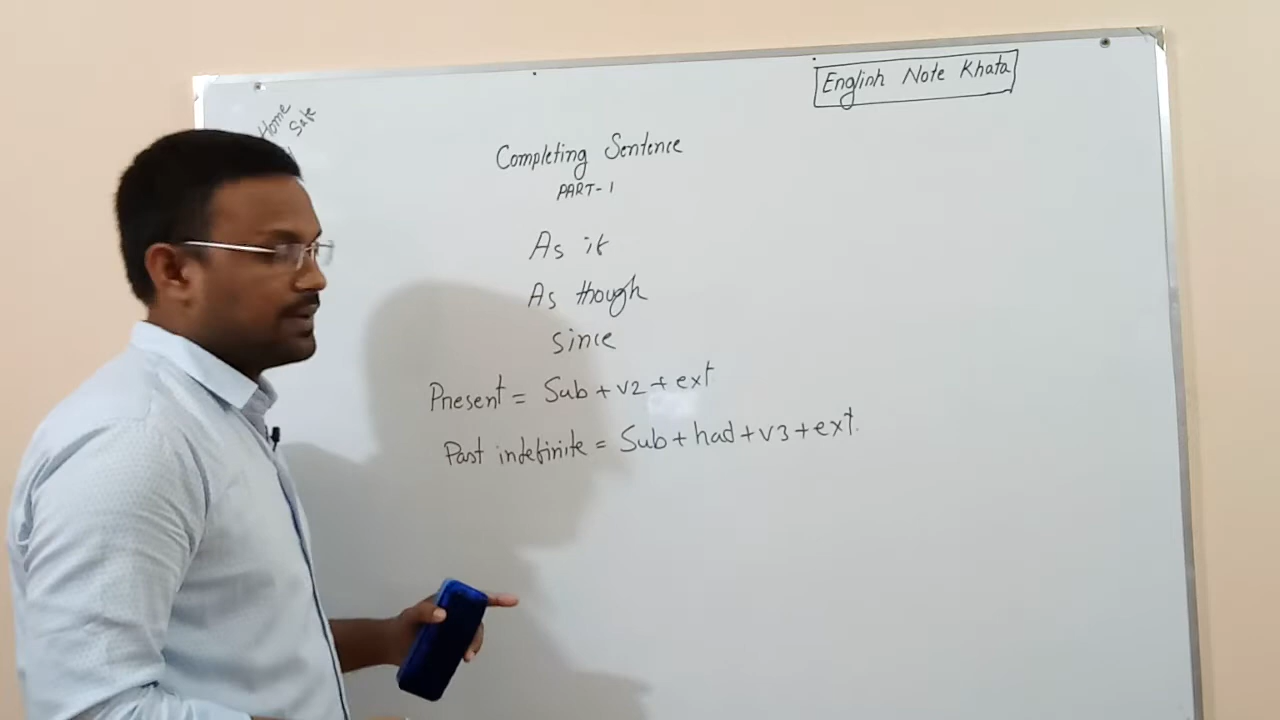 English Note Khata
Home
Safe
Completing Sentence
PART-1
As if
As though
since
Present = Sub + v2 + ext
Past indefinite = Sub + had + v3 + ext.